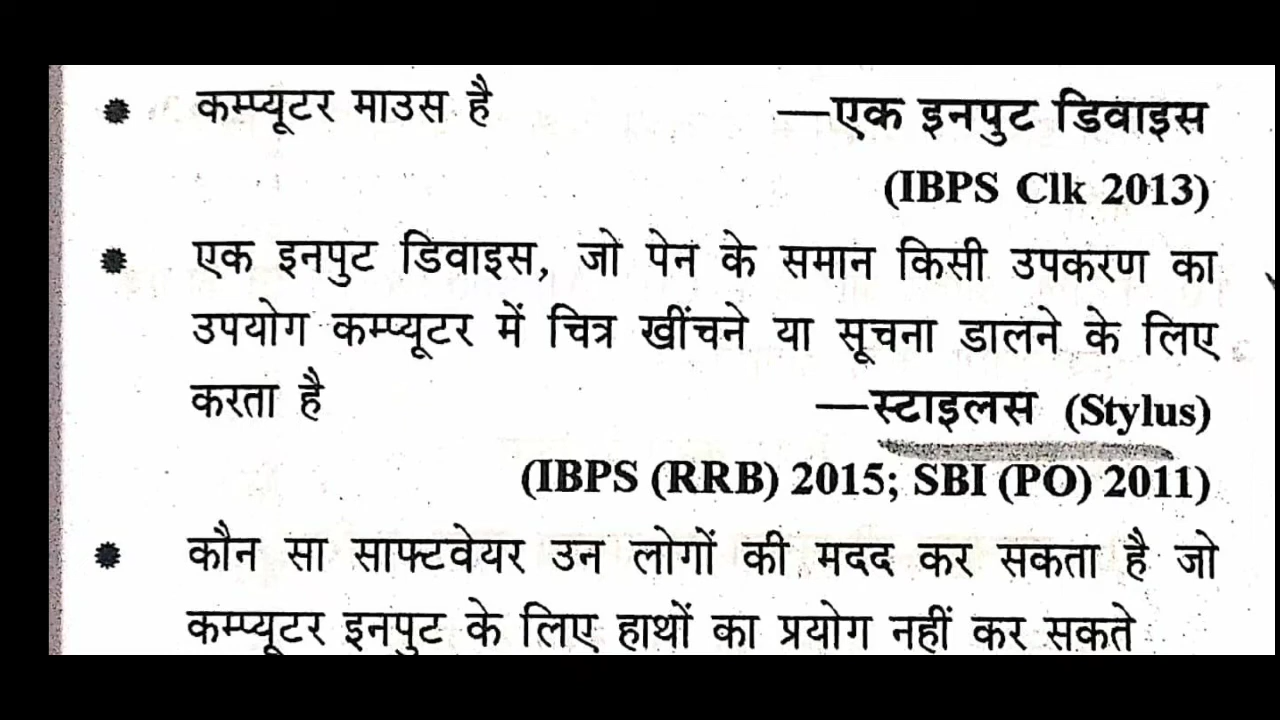 कम्प्यूटर माउस है —एक इनपुट डिवाइस
(IBPS Clk 2013)
एक इनपुट डिवाइस, जो पेन के समान किसी उपकरण का
उपयोग कम्प्यूटर में चित्र खींचने या सूचना डालने के लिए
करता है —स्टाइलस (Stylus)
(IBPS (RRB) 2015; SBI (PO) 2011)
कौन सा साफ्टवेयर उन लोगों की मदद कर सकता है जो
कम्प्यूटर इनपुट के लिए हाथों का प्रयोग नहीं कर सकते